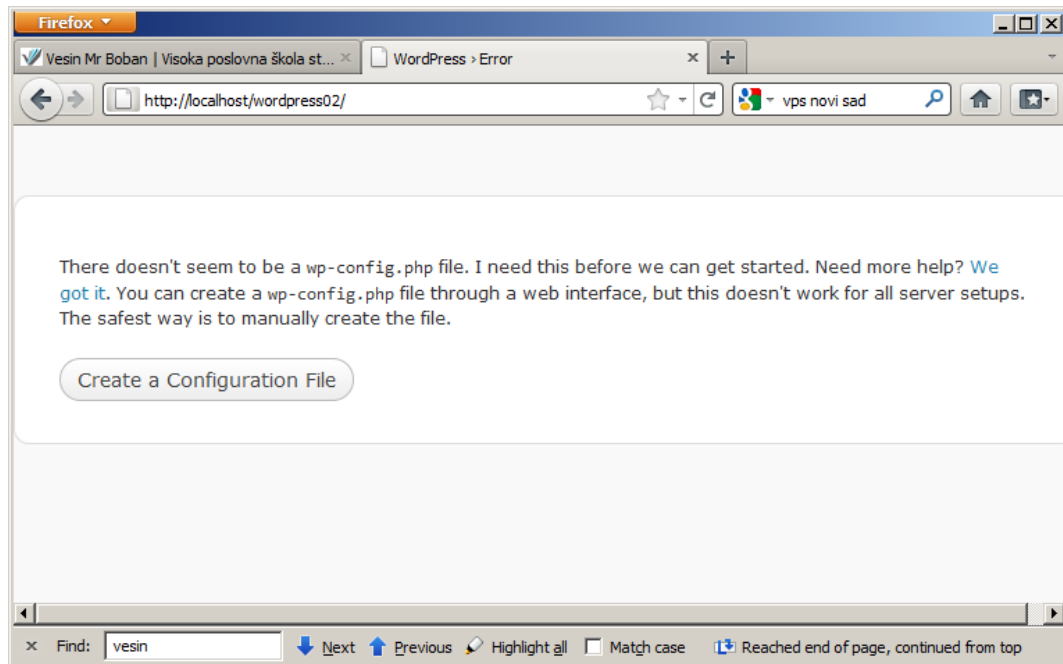 Firefox
Vesin Mr Boban | Visoka poslovna škola st...
WordPress › Error
http://localhost/wordpress02/
vps novi sad
There doesn't seem to be a wp-config.php file. I need this before we can get started. Need more help? We
got it. You can create a wp-config.php file through a web interface, but this doesn't work for all server setups.
The safest way is to manually create the file.
Create a Configuration File
Find: vesin Next Previous Highlight all Match case Reached end of page, continued from top